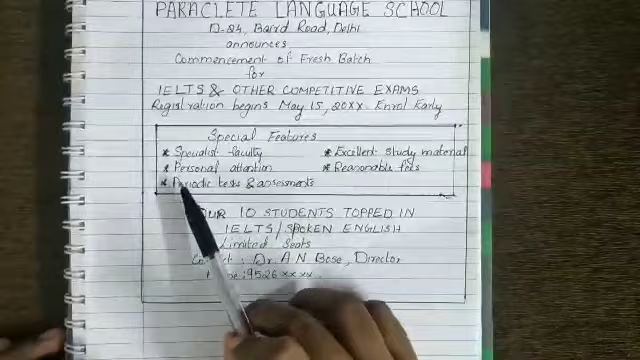 PARACLETE LANGUAGE SCHOOL
D-84, Baird Road, Delhi
announces
Commencement of Fresh Batch
for
IELTS & OTHER COMPETITIVE EXAMS
Registration begins May 15, 20XX. Enrol Early
Special Features
* Specialist faculty * Excellent study material
* Personal attention * Reasonable fees
* Periodic tests & assessments
OUR 10 STUDENTS TOPPED IN
IELTS/SPOKEN ENGLISH
Limited Seats
: Dr. A N Bose, Director
: 9526xxxx.